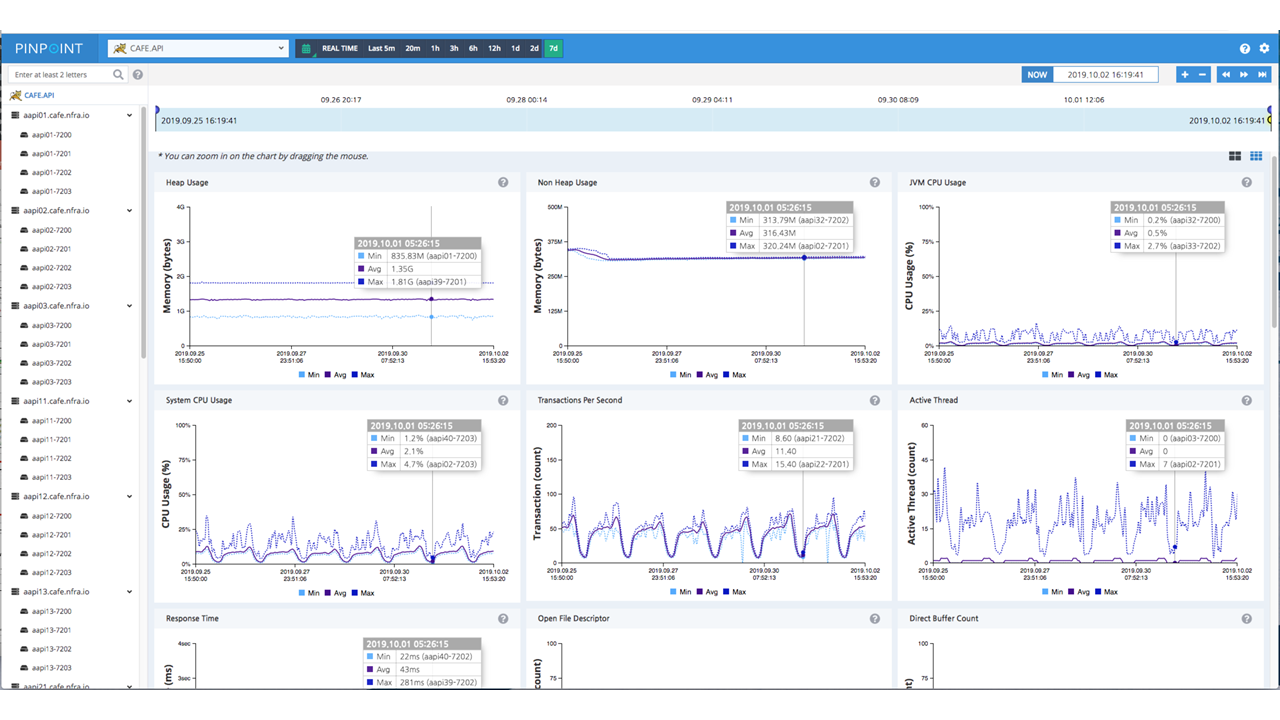 PINPOINT
CAFE.API
REAL TIME Last 5m 20m 1h 3h 6h 12h 1d 2d 7d
Enter at least 2 letters
NOW 2019.10.02 16:19:41
CAFE.API
09.26 20:17 09.28 00:14 09.29 04:11 09.30 08:09 10.01 12:06
2019.09.25 16:19:41 2019.10.02 16:19:41
aapi01.cafe.nfra.io
aapi01-7200
aapi01-7201
aapi01-7202
aapi01-7203
aapi02.cafe.nfra.io
aapi02-7200
aapi02-7201
aapi02-7202
aapi02-7203
aapi03.cafe.nfra.io
aapi03-7200
aapi03-7201
aapi03-7202
aapi03-7203
aapi11.cafe.nfra.io
aapi11-7200
aapi11-7201
aapi11-7202
aapi11-7203
aapi12.cafe.nfra.io
aapi12-7200
aapi12-7201
aapi12-7202
aapi12-7203
aapi13.cafe.nfra.io
aapi13-7200
aapi13-7201
aapi13-7202
aapi13-7203
aapi21.cafe.nfra.io
* You can zoom in on the chart by dragging the mouse.
Heap Usage
4G
3G
2G
1G
0
Memory (bytes)
2019.10.01 05:26:15
Min 835.83M (aapi01-7200)
Avg 1.35G
Max 1.81G (aapi39-7201)
2019.09.25 2019.09.27 2019.09.30 2019.10.02
15:50:00 23:51:06 07:52:13 15:53:20
Min Avg Max
Non Heap Usage
500M
375M
250M
125M
0
Memory (bytes)
2019.10.01 05:26:15
Min 313.79M (aapi32-7202)
Avg 316.43M
Max 320.24M (aapi02-7201)
2019.09.25 2019.09.27 2019.09.30 2019.10.02
15:50:00 23:51:06 07:52:13 15:53:20
Min Avg Max
JVM CPU Usage
100%
75%
50%
25%
0%
CPU Usage (%)
2019.10.01 05:26:15
Min 0.2% (aapi32-7200)
Avg 0.5%
Max 2.7% (aapi33-7202)
2019.09.25 2019.09.27 2019.09.30 2019.10.02
15:50:00 23:51:06 07:52:13 15:53:20
Min Avg Max
System CPU Usage
100%
75%
50%
25%
0%
CPU Usage (%)
2019.10.01 05:26:15
Min 1.2% (aapi40-7203)
Avg 2.1%
Max 4.7% (aapi02-7203)
2019.09.25 2019.09.27 2019.09.30 2019.10.02
15:50:00 23:51:06 07:52:13 15:53:20
Min Avg Max
Transactions Per Second
200
150
100
50
0
Transaction (count)
2019.10.01 05:26:15
Min 8.60 (aapi21-7202)
Avg 11.40
Max 15.40 (aapi22-7201)
2019.09.25 2019.09.27 2019.09.30 2019.10.02
15:50:00 23:51:06 07:52:13 15:53:20
Min Avg Max
Active Thread
60
45
30
15
0
Active Thread (count)
2019.10.01 05:26:15
Min 0 (aapi03-7200)
Avg 0
Max 7 (aapi02-7201)
2019.09.25 2019.09.27 2019.09.30 2019.10.02
15:50:00 23:51:06 07:52:13 15:53:20
Min Avg Max
Response Time
4sec
3sec
(ms)
2019.10.01 05:26:15
Min 22ms (aapi40-7202)
Avg 43ms
Max 281ms (aapi39-7202)
Open File Descriptor
100
75
Direct Buffer Count
100
75